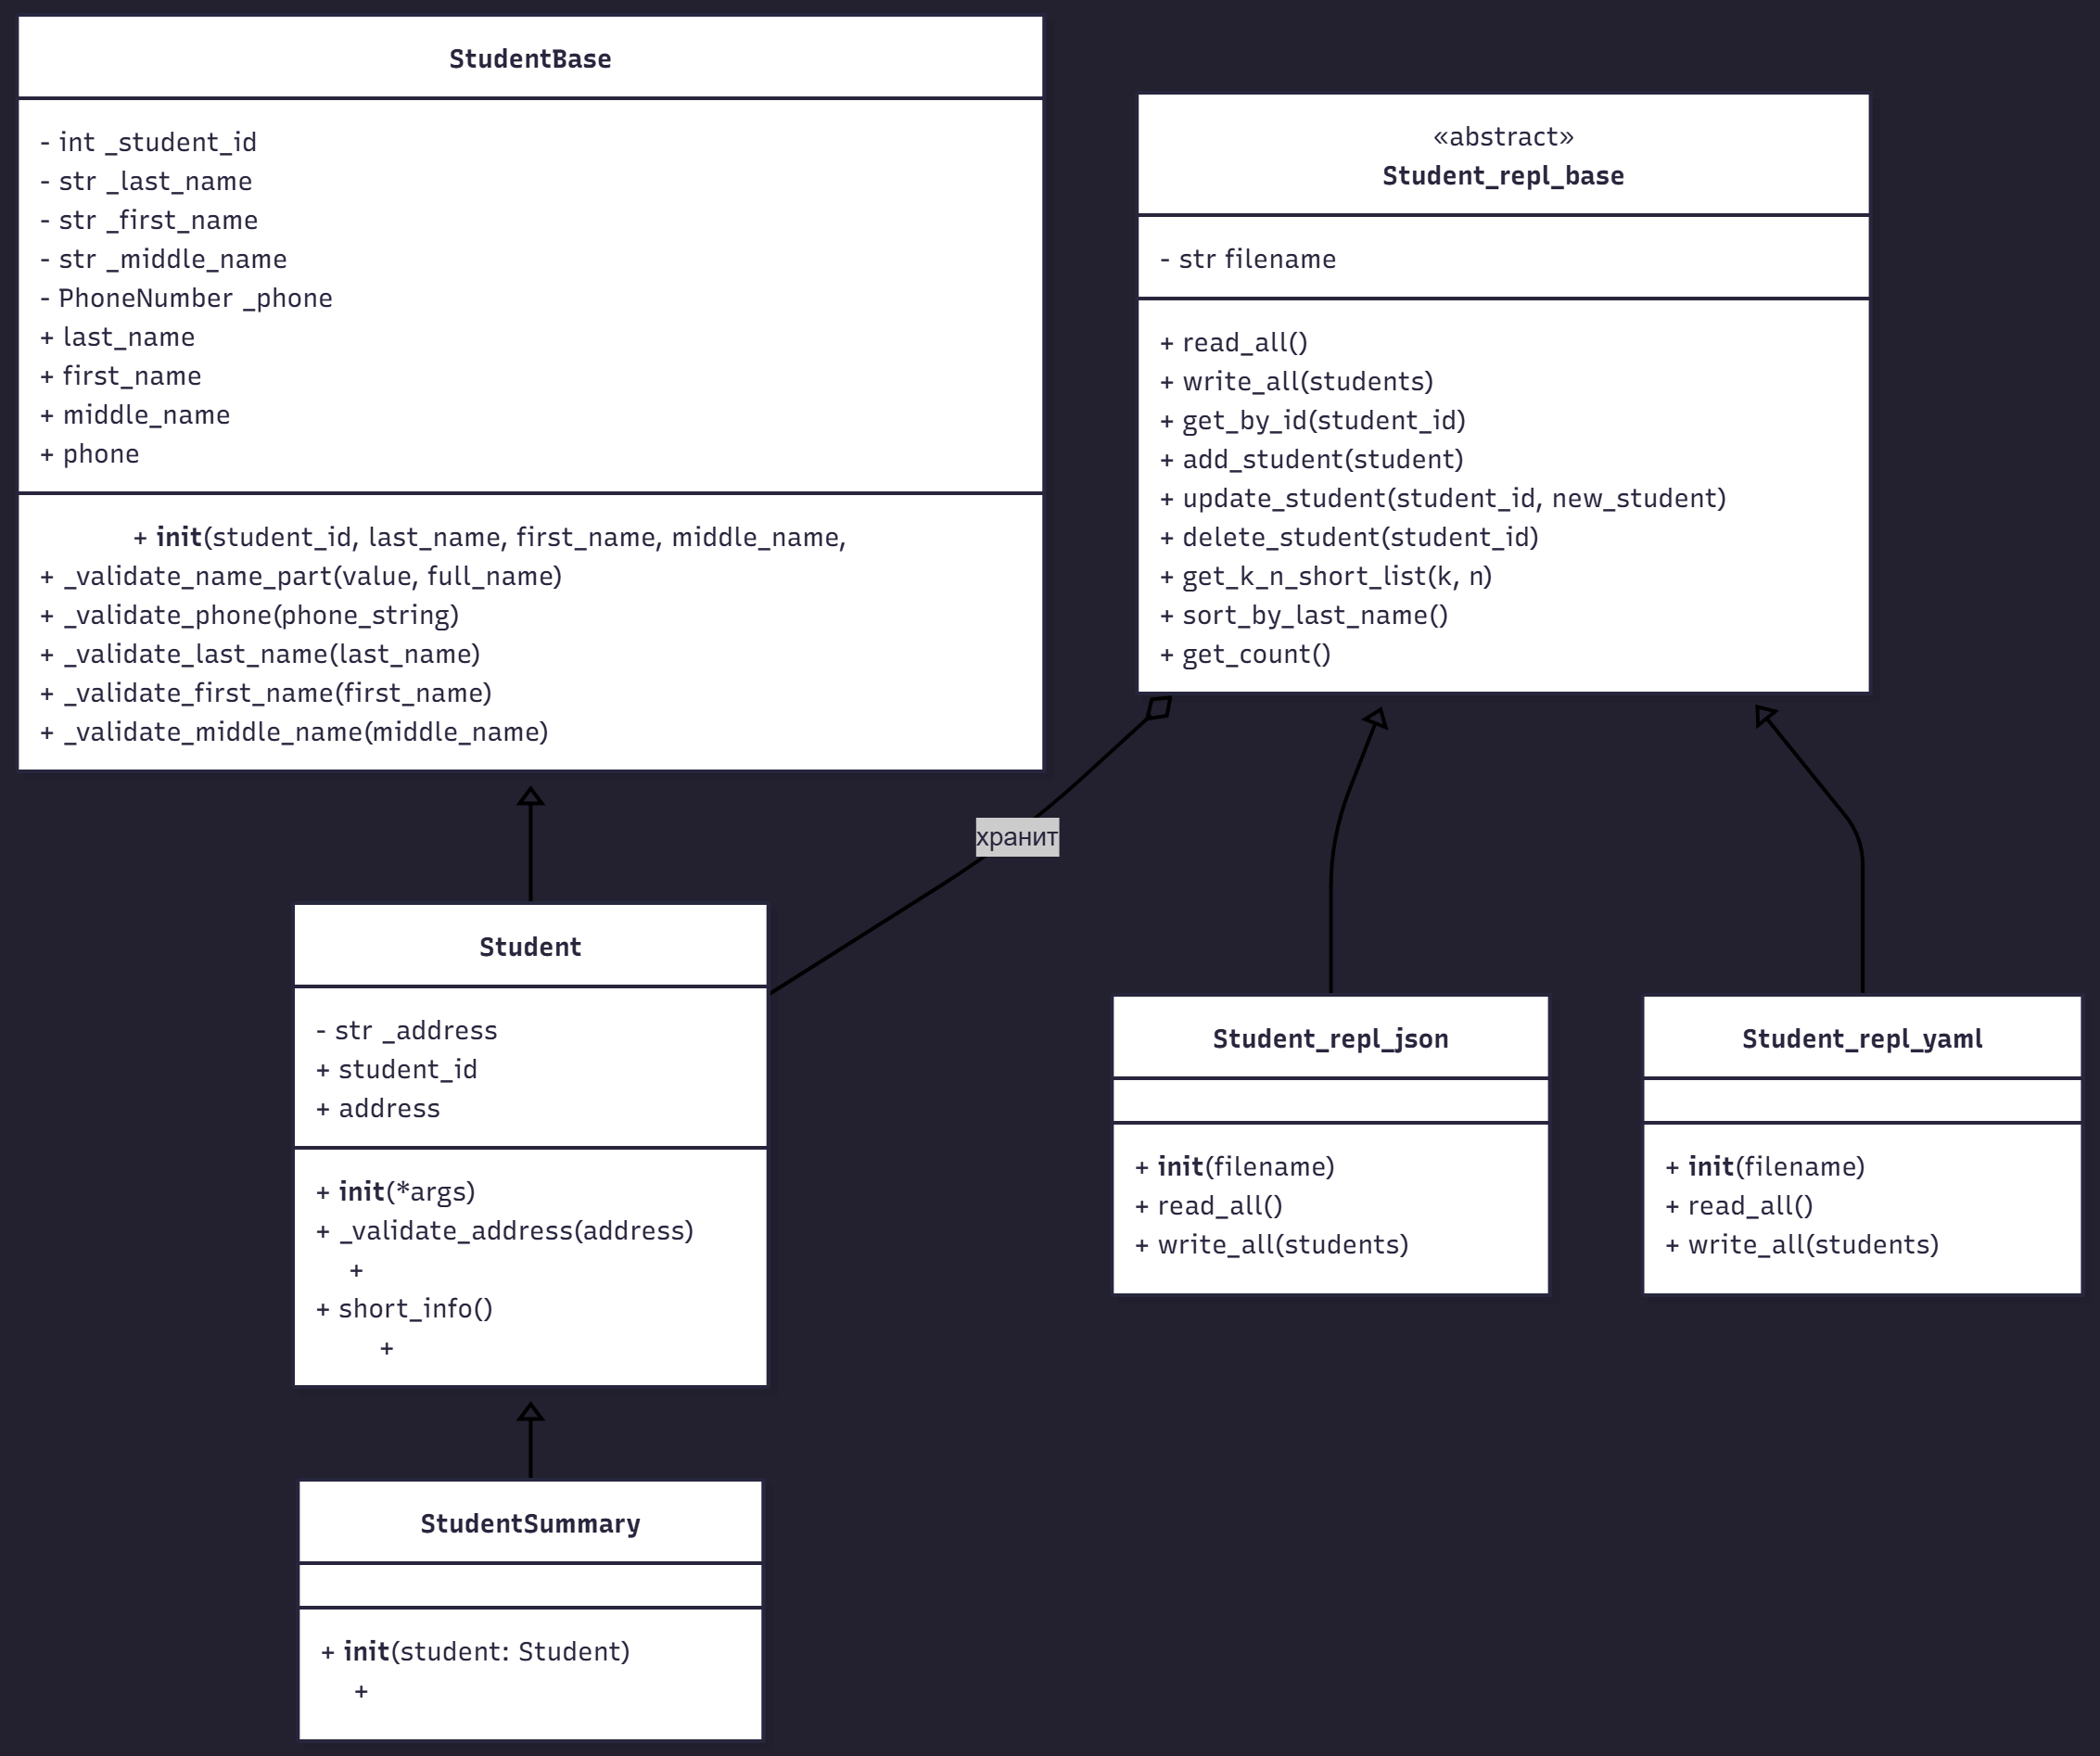 StudentBase
- int _student_id
- str _last_name
- str _first_name
- str _middle_name
- PhoneNumber _phone
+ last_name
+ first_name
+ middle_name
+ phone
+ init(student_id, last_name, first_name, middle_name,
+ _validate_name_part(value, full_name)
+ _validate_phone(phone_string)
+ _validate_last_name(last_name)
+ _validate_first_name(first_name)
+ _validate_middle_name(middle_name)
«abstract»
Student_repl_base
- str filename
+ read_all()
+ write_all(students)
+ get_by_id(student_id)
+ add_student(student)
+ update_student(student_id, new_student)
+ delete_student(student_id)
+ get_k_n_short_list(k, n)
+ sort_by_last_name()
+ get_count()
хранит
Student
- str _address
+ student_id
+ address
+ init(*args)
+ _validate_address(address)
+
+ short_info()
+
Student_repl_json
+ init(filename)
+ read_all()
+ write_all(students)
Student_repl_yaml
+ init(filename)
+ read_all()
+ write_all(students)
StudentSummary
+ init(student: Student)
+